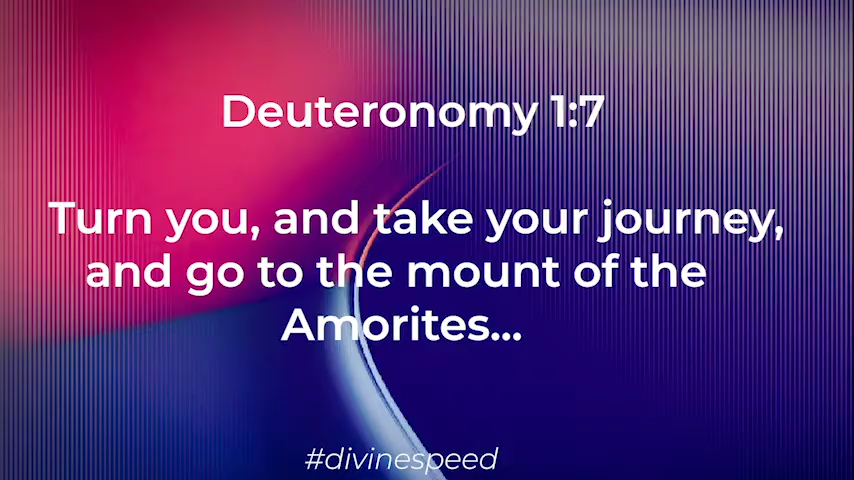 Deuteronomy 1:7
Turn you, and take your journey,
and go to the mount of the
Amorites...
#divinespeed